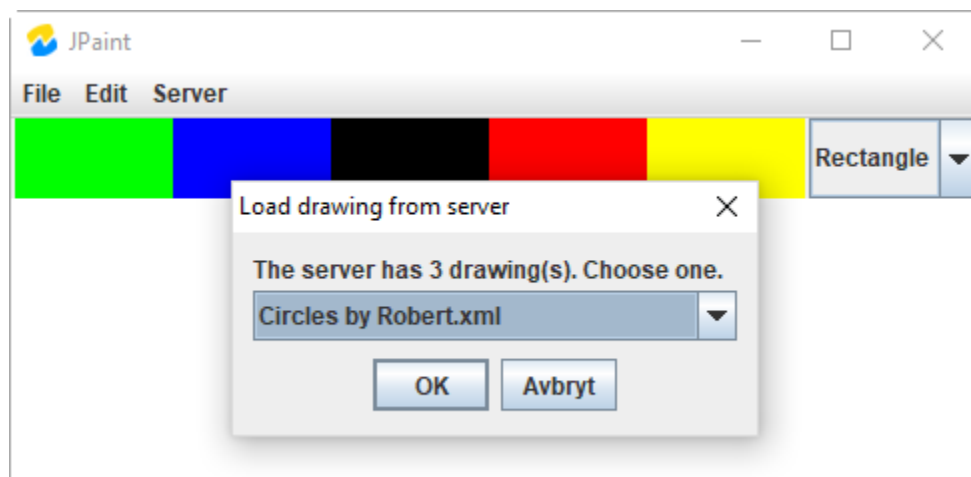 JPaint
File Edit Server
Rectangle
Load drawing from server
The server has 3 drawing(s). Choose one.
Circles by Robert.xml
OK Avbryt